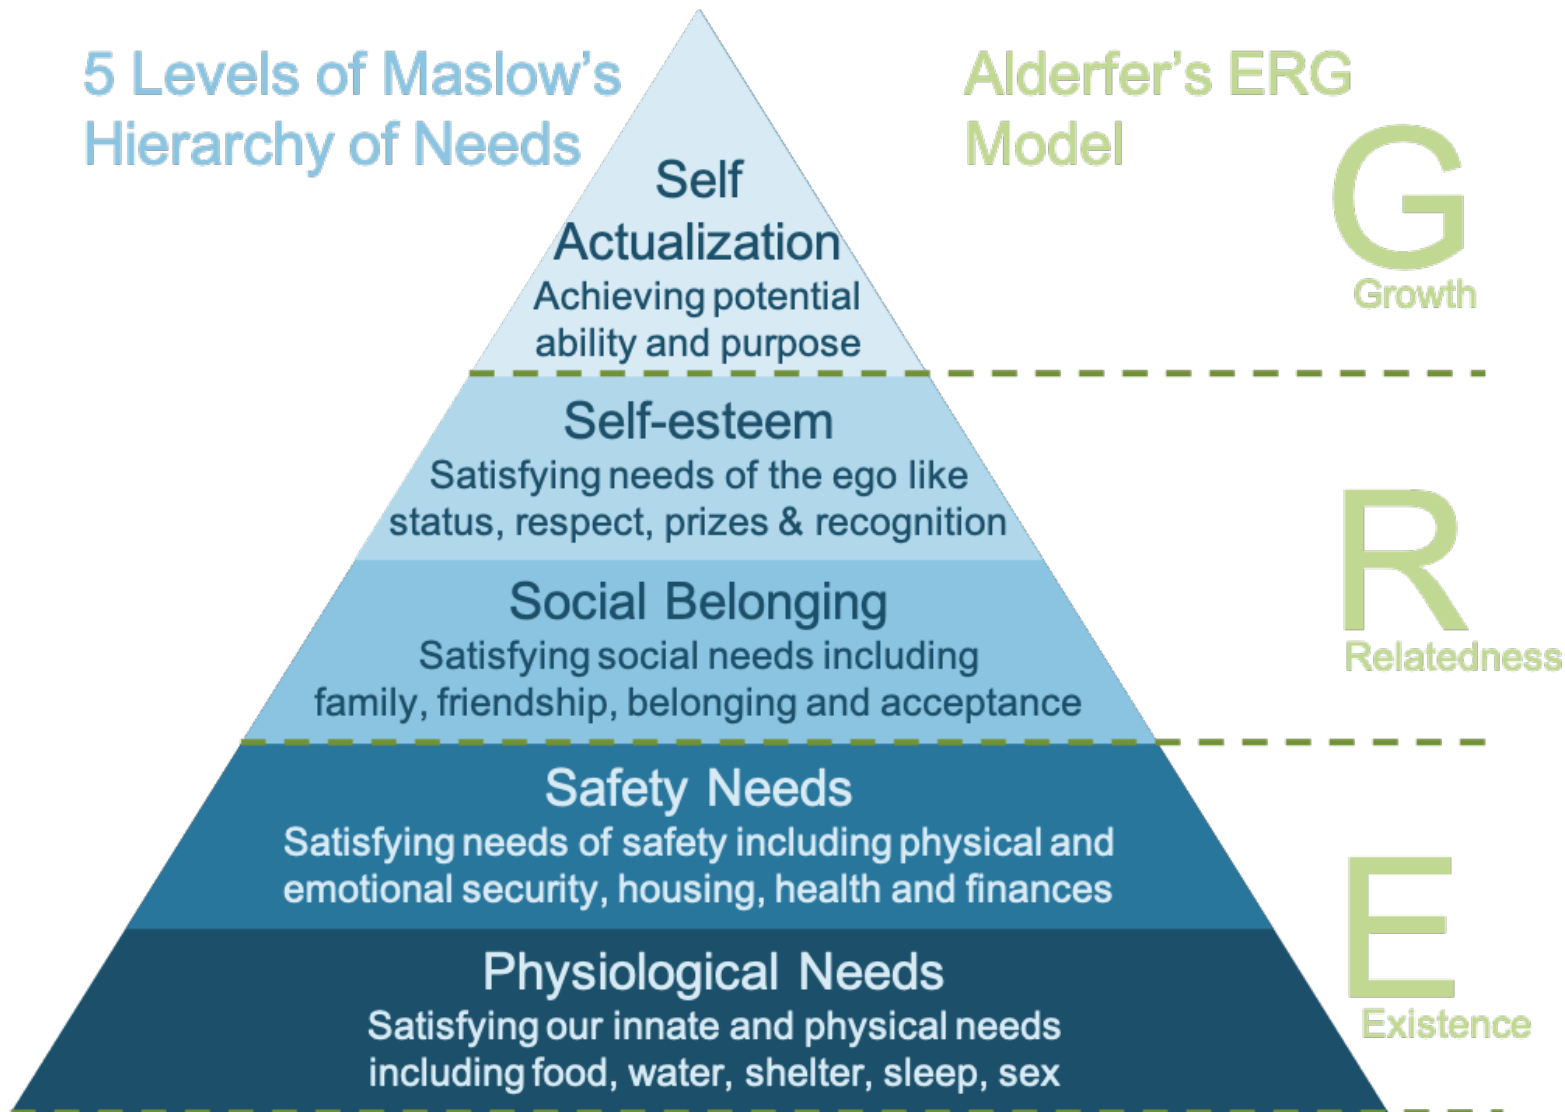 5 Levels of Maslow's
Hierarchy of Needs
Alderfer's ERG
Model
Self
Actualization
Achieving potential
ability and purpose
G
Growth
Self-esteem
Satisfying needs of the ego like
status, respect, prizes & recognition
Social Belonging
Satisfying social needs including
family, friendship, belonging and acceptance
R
Relatedness
Safety Needs
Satisfying needs of safety including physical and
emotional security, housing, health and finances
Physiological Needs
Satisfying our innate and physical needs
including food, water, shelter, sleep, sex
E
Existence